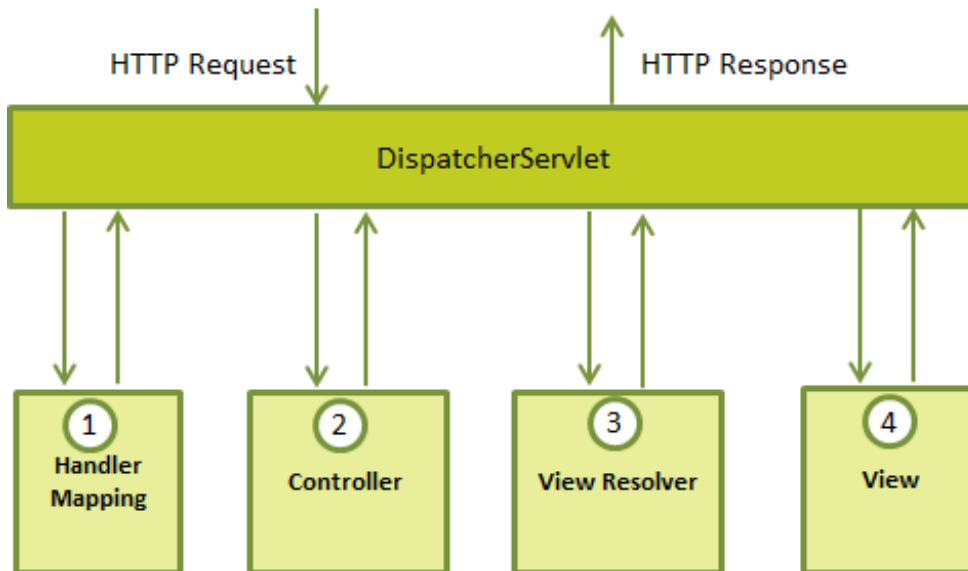 HTTP Request
HTTP Response
DispatcherServlet
1
Handler
Mapping
2
Controller
3
View Resolver
4
View